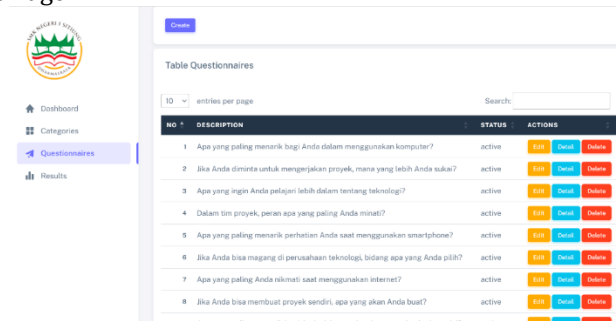 Create
SMK NEGERI 1 SITIUNG
Table Questionnaires
10 entries per page
Search:
Dashboard
Categories
Questionnaires
Results
NO DESCRIPTION STATUS ACTIONS
1 Apa yang paling menarik bagi Anda dalam menggunakan komputer? active Edit Detail Delete
2 Jika Anda diminta untuk mengerjakan proyek, mana yang lebih Anda sukai? active Edit Detail Delete
3 Apa yang ingin Anda pelajari lebih dalam tentang teknologi? active Edit Detail Delete
4 Dalam tim proyek, peran apa yang paling Anda minati? active Edit Detail Delete
5 Apa yang paling menarik perhatian Anda saat menggunakan smartphone? active Edit Detail Delete
6 Jika Anda bisa magang di perusahaan teknologi, bidang apa yang Anda pilih? active Edit Detail Delete
7 Apa yang paling Anda nikmati saat menggunakan internet? active Edit Detail Delete
8 Jika Anda bisa membuat proyek sendiri, apa yang akan Anda buat? active Edit Detail Delete